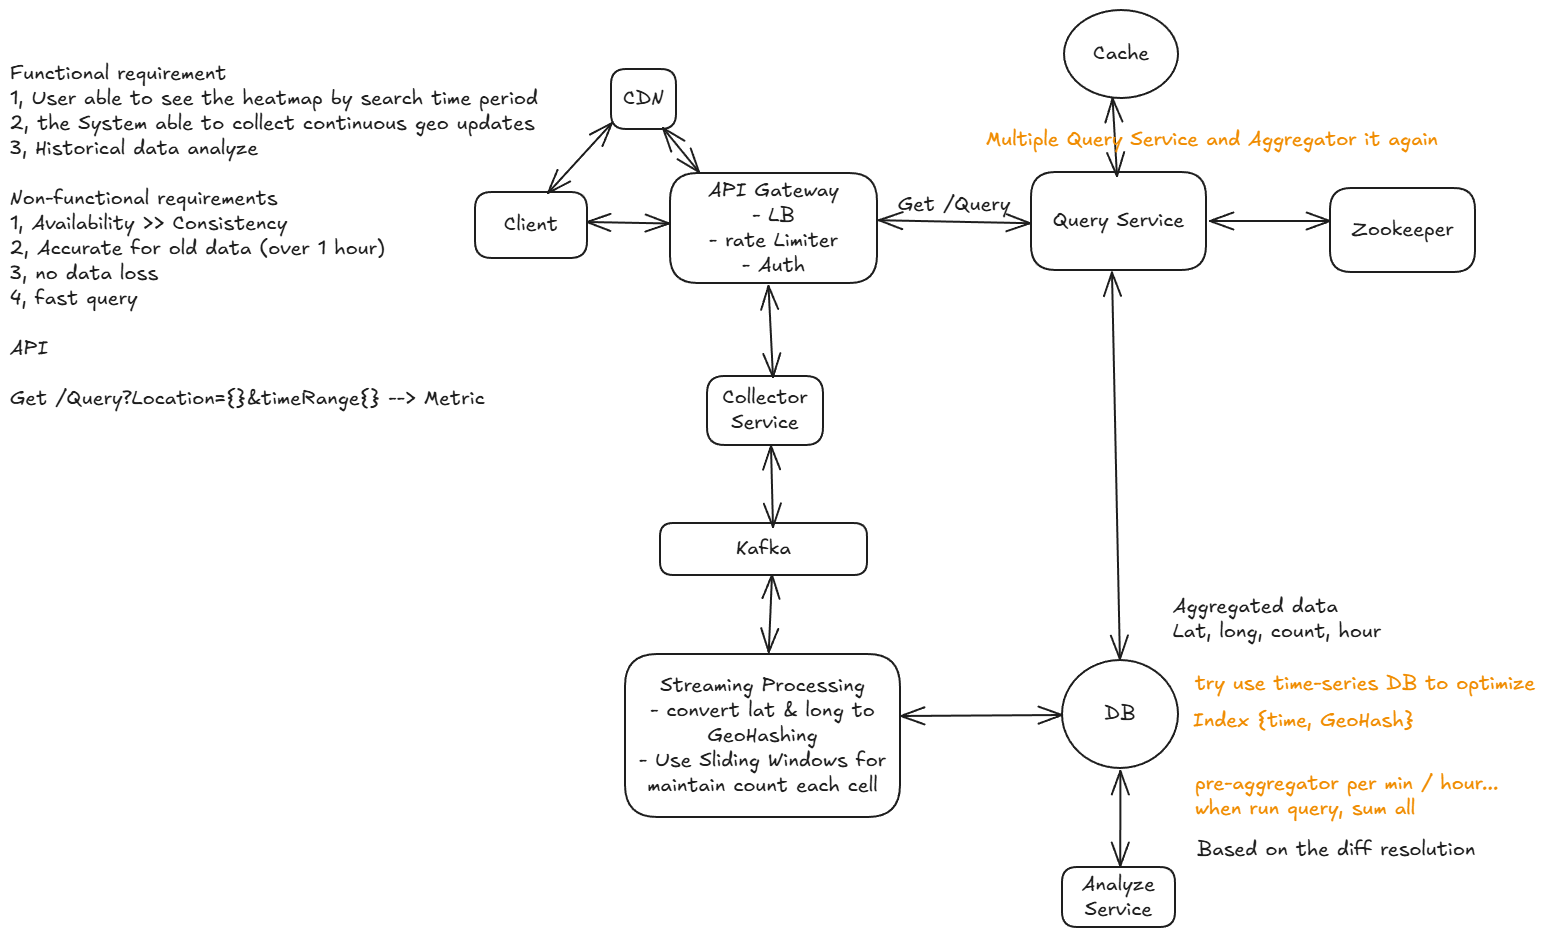 Functional requirement
1, User able to see the heatmap by search time period
2, the System able to collect continuous geo updates
3, Historical data analyze
Non-functional requirements
1, Availability >> Consistency
2, Accurate for old data (over 1 hour)
3, no data loss
4, fast query
API
Get /Query?Location={}&timeRange{} --> Metric
CDN
Client
API Gateway
- LB
- rate Limiter
- Auth
Get /Query
Cache
Multiple Query Service and Aggregator it again
Query Service
Zookeeper
Collector
Service
Kafka
Streaming Processing
- convert lat & long to
GeoHashing
- Use Sliding Windows for
maintain count each cell
Aggregated data
Lat, long, count, hour
DB
try use time-series DB to optimize
Index {time, GeoHash}
pre-aggregator per min / hour...
when run query, sum all
Based on the diff resolution
Analyze
Service